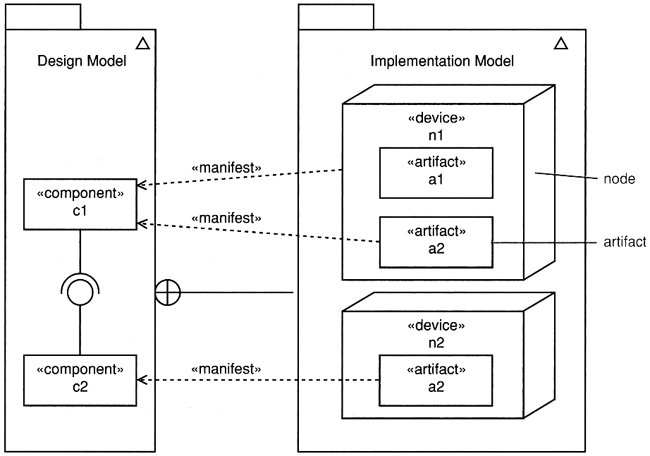 Design Model
Implementation Model
«device»
n1
«artifact»
a1
«manifest»
«component»
c1
node
«manifest»
«artifact»
a2
artifact
«device»
n2
«component»
c2
«manifest»
«artifact»
a2